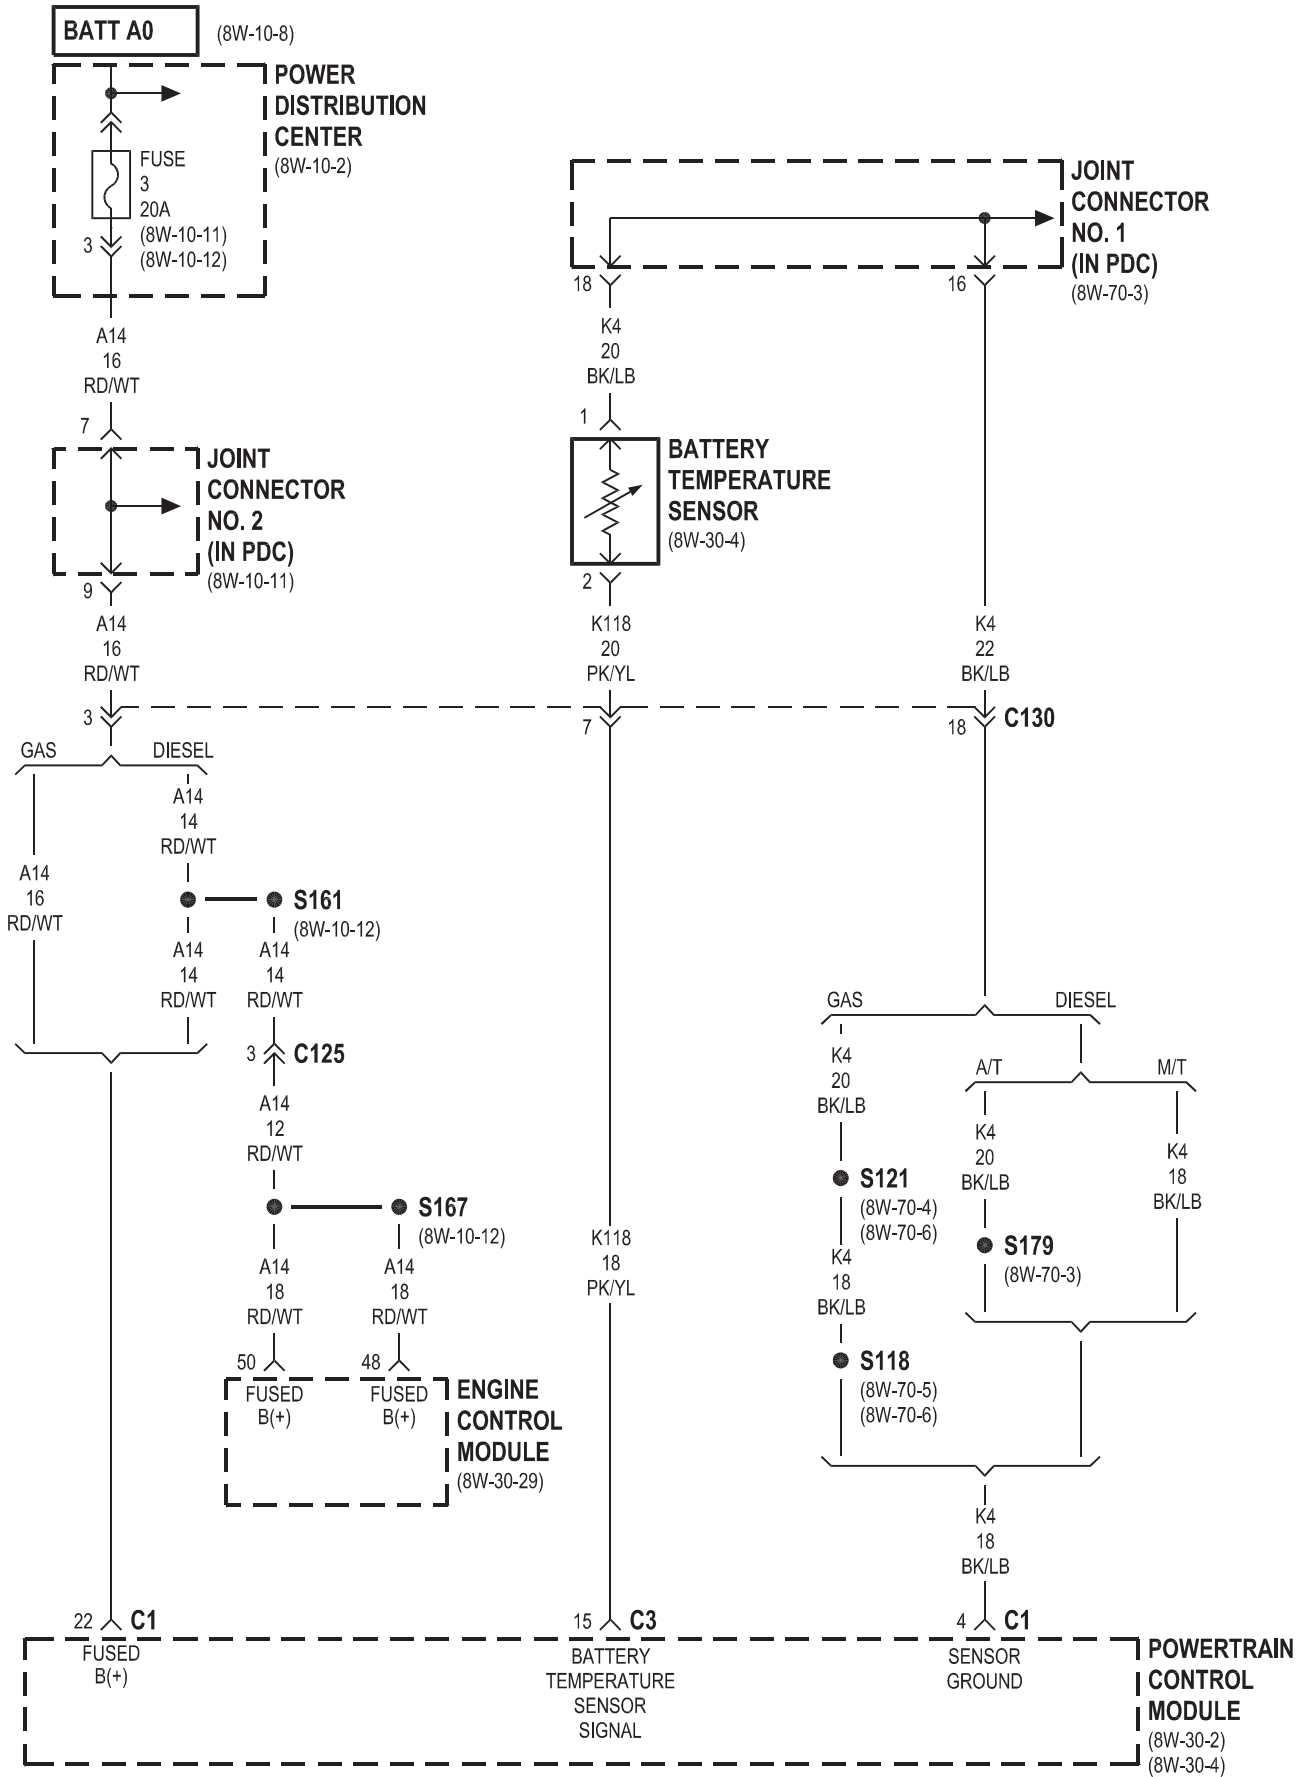 BATT A0
(8W-10-8)
POWER
DISTRIBUTION
CENTER
(8W-10-2)
FUSE
3
20A
(8W-10-11)
(8W-10-12)
3
A14
16
RD/WT
7
JOINT
CONNECTOR
NO. 2
(IN PDC)
(8W-10-11)
9
A14
16
RD/WT
3
JOINT
CONNECTOR
NO. 1
(IN PDC)
(8W-70-3)
18
16
K4
20
BK/LB
1
BATTERY
TEMPERATURE
SENSOR
(8W-30-4)
2
K118
20
PK/YL
7
K4
22
BK/LB
18
C130
GAS
DIESEL
A14
16
RD/WT
A14
14
RD/WT
S161
(8W-10-12)
A14
14
RD/WT
A14
14
RD/WT
3
C125
A14
12
RD/WT
S167
(8W-10-12)
A14
18
RD/WT
A14
18
RD/WT
50
48
FUSED
B(+)
FUSED
B(+)
ENGINE
CONTROL
MODULE
(8W-30-29)
K118
18
PK/YL
GAS
DIESEL
K4
20
BK/LB
A/T
M/T
K4
20
BK/LB
K4
18
BK/LB
S121
(8W-70-4)
(8W-70-6)
S179
(8W-70-3)
K4
18
BK/LB
S118
(8W-70-5)
(8W-70-6)
K4
18
BK/LB
22
C1
15
C3
4
C1
FUSED
B(+)
BATTERY
TEMPERATURE
SENSOR
SIGNAL
SENSOR
GROUND
POWERTRAIN
CONTROL
MODULE
(8W-30-2)
(8W-30-4)